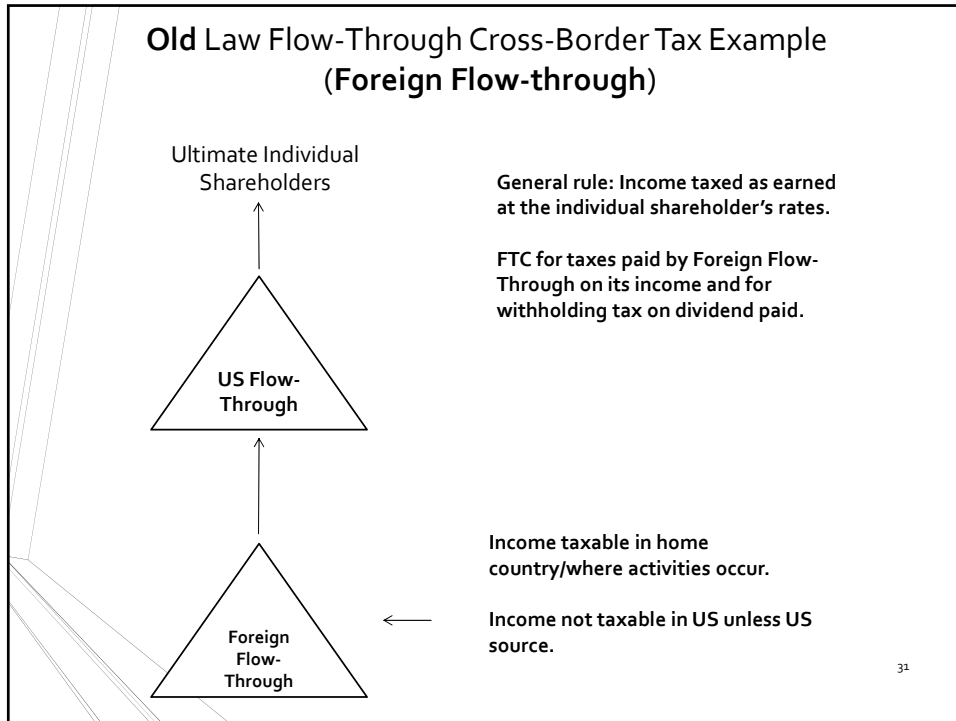 Old Law Flow-Through Cross-Border Tax Example
(Foreign Flow-through)
Ultimate Individual
Shareholders
General rule: Income taxed as earned
at the individual shareholder's rates.
FTC for taxes paid by Foreign Flow-
Through on its income and for
withholding tax on dividend paid.
US Flow-
Through
Income taxable in home
country/where activities occur.
Income not taxable in US unless US
source.
Foreign
Flow-
Through
31